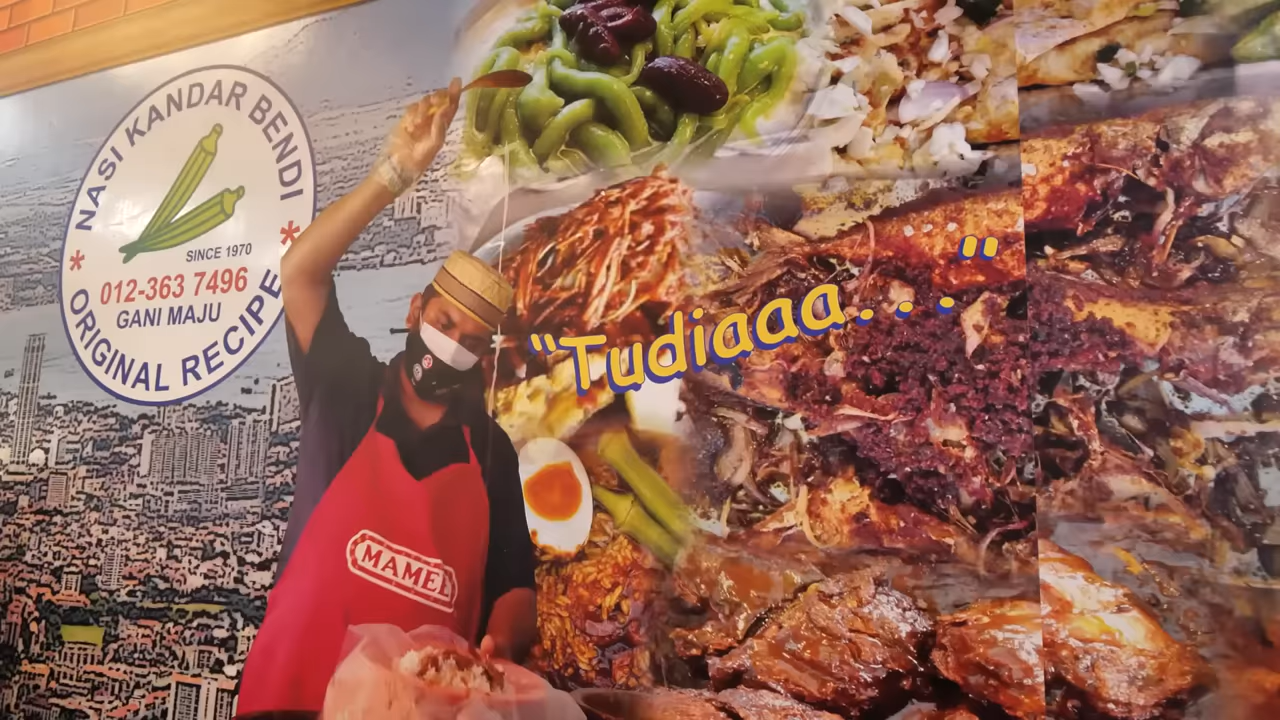 NASI KANDAR BENDI
SINCE 1970
012-363 7496
GANI MAJU
* ORIGINAL RECIPE *
"Tudiaaa..."
MAMEE